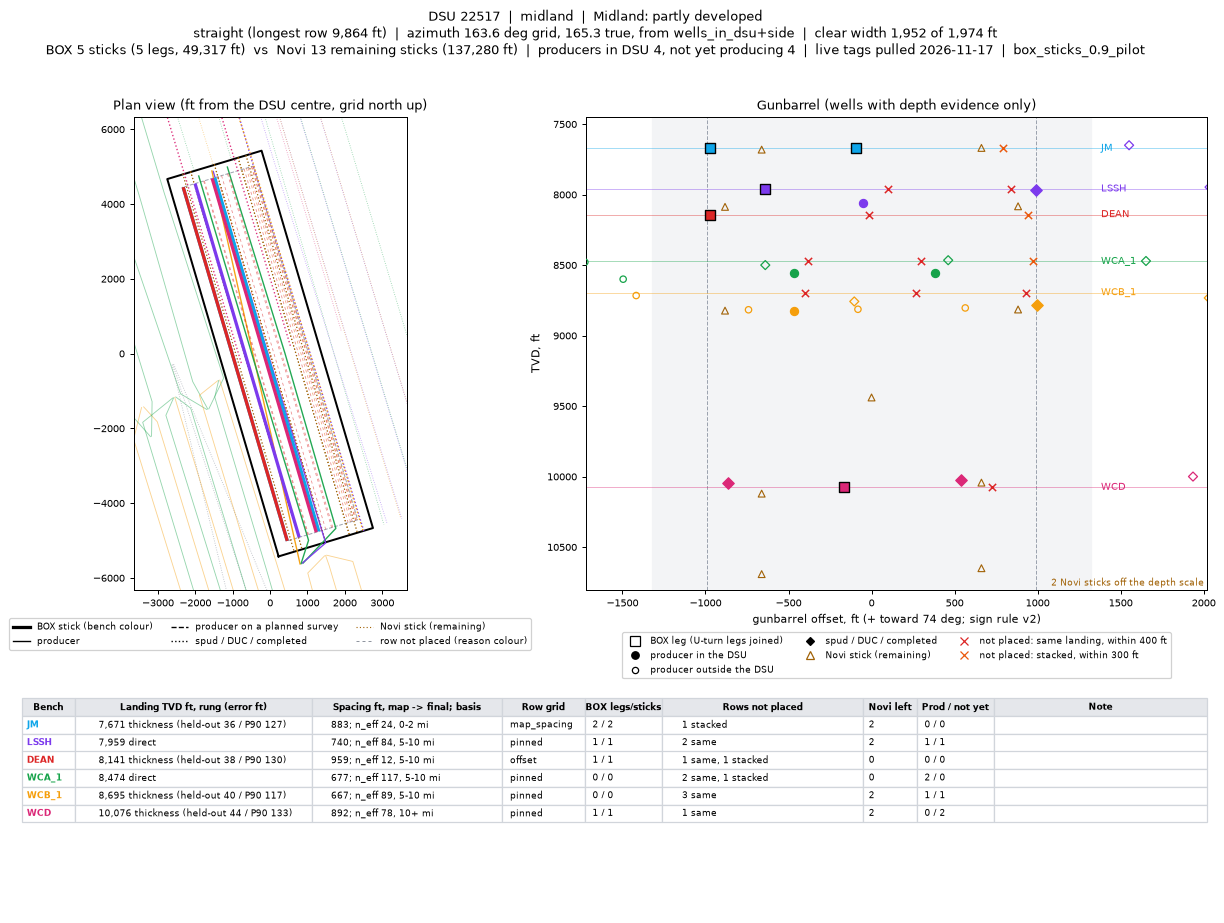 DSU 22517 | midland | Midland: partly developed
straight (longest row 9,864 ft) | azimuth 163.6 deg grid, 165.3 true, from wells_in_dsu+side | clear width 1,952 of 1,974 ft
BOX 5 sticks (5 legs, 49,317 ft) vs Novi 13 remaining sticks (137,280 ft) | producers in DSU 4, not yet producing 4 | live tags pulled 2026-11-17 | box_sticks_0.9_pilot
Plan view (ft from the DSU centre, grid north up)
6000
4000
2000
0
−2000
−4000
−6000
−3000 −2000 −1000 0 1000 2000 3000
BOX stick (bench colour) producer on a planned survey Novi stick (remaining)
producer spud / DUC / completed row not placed (reason colour)
Gunbarrel (wells with depth evidence only)
TVD, ft
7500
8000
8500
9000
9500
10000
10500
JM
LSSH
DEAN
WCA_1
WCB_1
WCD
2 Novi sticks off the depth scale
−1500 −1000 −500 0 500 1000 1500 2000
gunbarrel offset, ft (+ toward 74 deg; sign rule v2)
BOX leg (U-turn legs joined) spud / DUC / completed not placed: same landing, within 400 ft
producer in the DSU Novi stick (remaining) not placed: stacked, within 300 ft
producer outside the DSU
Bench Landing TVD ft, rung (error ft) Spacing ft, map -> final; basis Row grid BOX legs/sticks Rows not placed Novi left Prod / not yet Note
JM 7,671 thickness (held-out 36 / P90 127) 883; n_eff 24, 0-2 mi map_spacing 2 / 2 1 stacked 2 0 / 0
LSSH 7,959 direct 740; n_eff 84, 5-10 mi pinned 1 / 1 2 same 2 1 / 1
DEAN 8,141 thickness (held-out 38 / P90 130) 959; n_eff 12, 5-10 mi offset 1 / 1 1 same, 1 stacked 0 0 / 0
WCA_1 8,474 direct 677; n_eff 117, 5-10 mi pinned 0 / 0 2 same, 1 stacked 0 2 / 0
WCB_1 8,695 thickness (held-out 40 / P90 117) 667; n_eff 89, 5-10 mi pinned 0 / 0 3 same 2 1 / 1
WCD 10,076 thickness (held-out 44 / P90 133) 892; n_eff 78, 10+ mi pinned 1 / 1 1 same 2 0 / 2